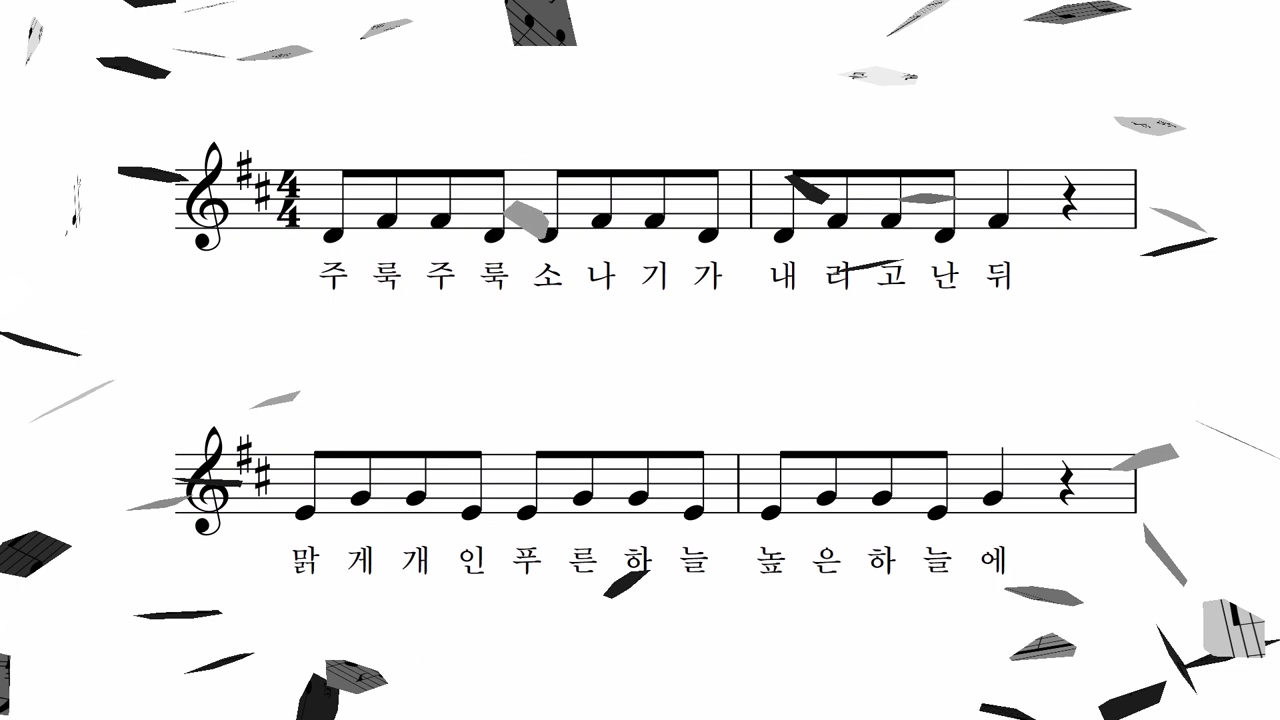 주룩주룩소나기가 내리고난뒤
맑게개인푸른하늘 높은하늘에